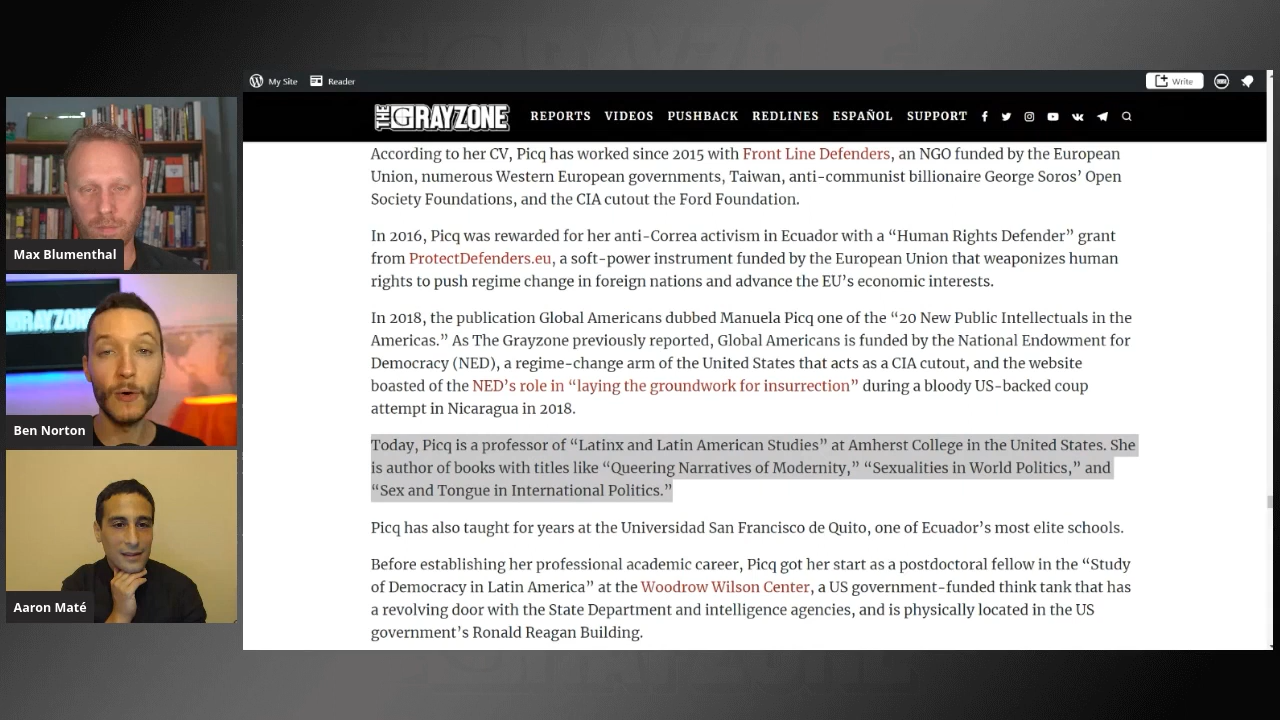 My Site
Reader
Write
THE GRAYZONE
REPORTS VIDEOS PUSHBACK REDLINES ESPAÑOL SUPPORT
According to her CV, Picq has worked since 2015 with Front Line Defenders, an NGO funded by the European
Union, numerous Western European governments, Taiwan, anti-communist billionaire George Soros’ Open
Society Foundations, and the CIA cutout the Ford Foundation.
In 2016, Picq was rewarded for her anti-Correa activism in Ecuador with a “Human Rights Defender” grant
from ProtectDefenders.eu, a soft-power instrument funded by the European Union that weaponizes human
rights to push regime change in foreign nations and advance the EU’s economic interests.
In 2018, the publication Global Americans dubbed Manuela Picq one of the “20 New Public Intellectuals in the
Americas.” As The Grayzone previously reported, Global Americans is funded by the National Endowment for
Democracy (NED), a regime-change arm of the United States that acts as a CIA cutout, and the website
boasted of the NED’s role in “laying the groundwork for insurrection” during a bloody US-backed coup
attempt in Nicaragua in 2018.
Today, Picq is a professor of “Latinx and Latin American Studies” at Amherst College in the United States. She
is author of books with titles like “Queering Narratives of Modernity,” “Sexualities in World Politics,” and
“Sex and Tongue in International Politics.”
Picq has also taught for years at the Universidad San Francisco de Quito, one of Ecuador’s most elite schools.
Before establishing her professional academic career, Picq got her start as a postdoctoral fellow in the “Study
of Democracy in Latin America” at the Woodrow Wilson Center, a US government-funded think tank that has
a revolving door with the State Department and intelligence agencies, and is physically located in the US
government’s Ronald Reagan Building.
Max Blumenthal
GRAYZONE
Ben Norton
Aaron Maté